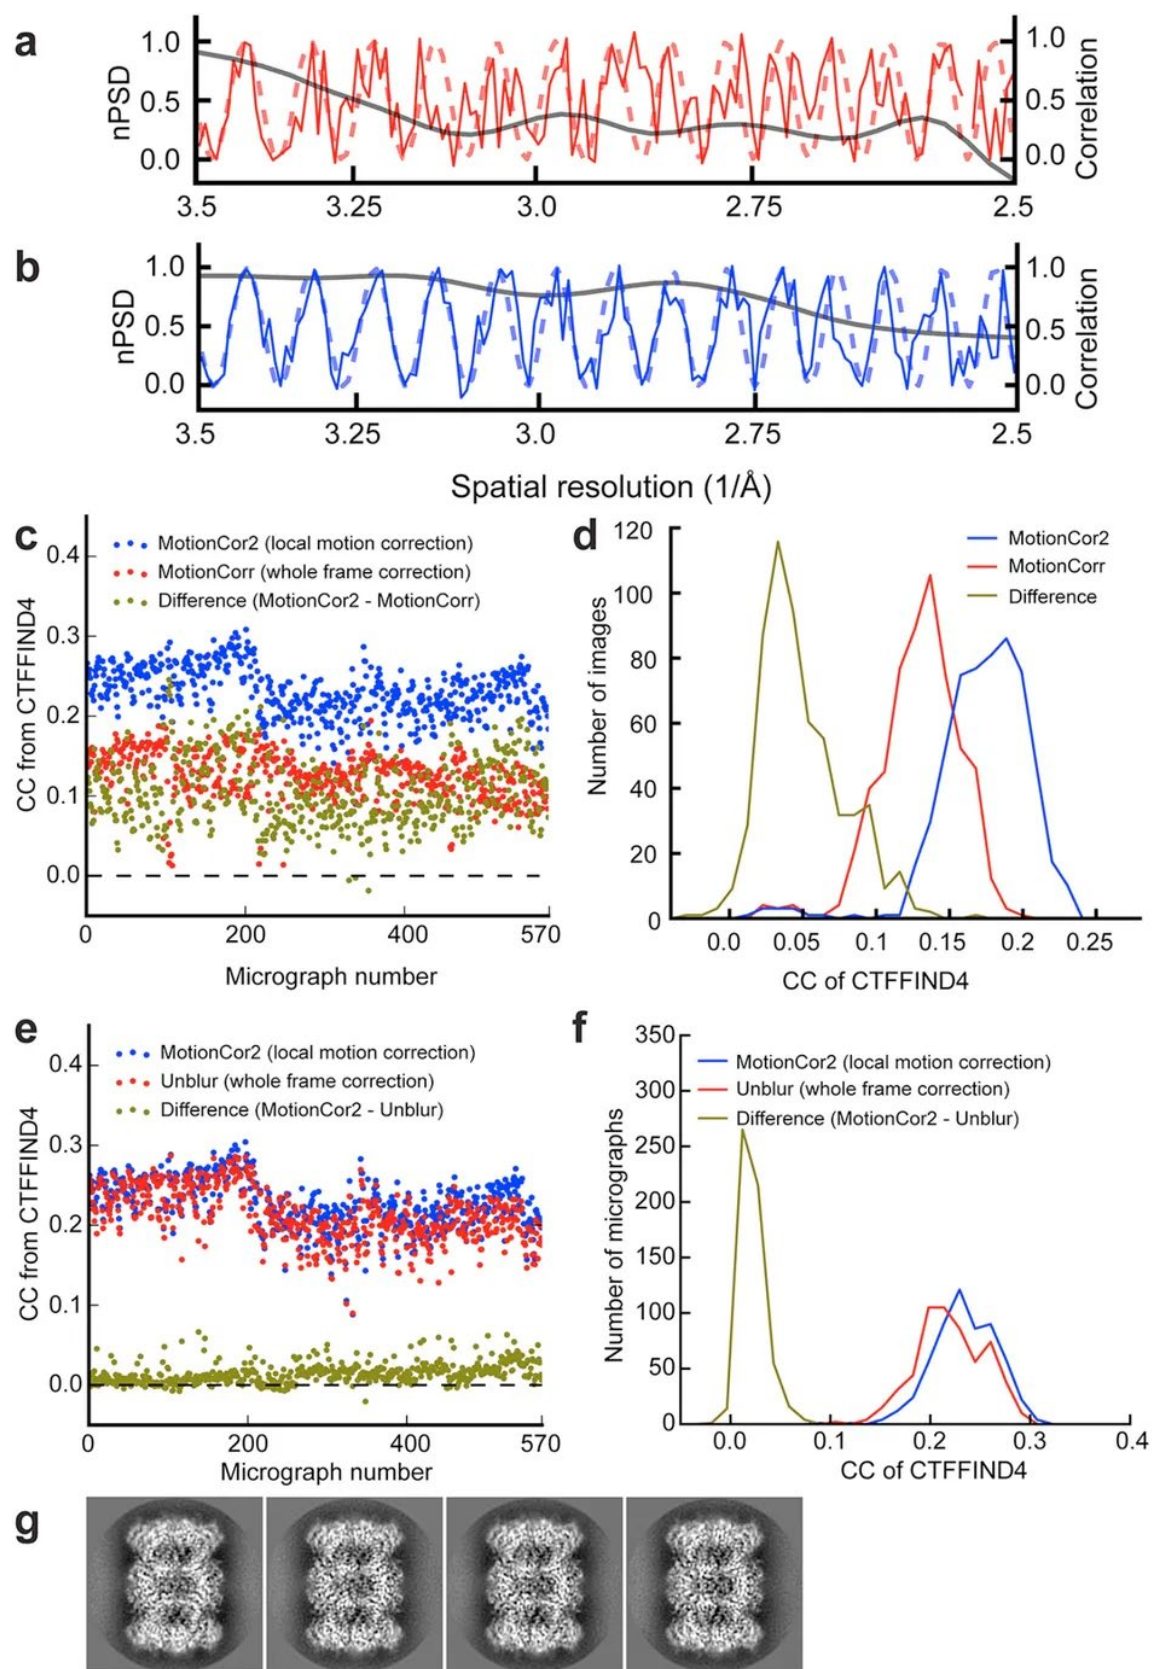 a
nPSD
1.0
0.5
0.0
1.0
0.5
0.0
Correlation
3.5 3.25 3.0 2.75 2.5
b
nPSD
1.0
0.5
0.0
1.0
0.5
0.0
Correlation
3.5 3.25 3.0 2.75 2.5
Spatial resolution (1/Å)
c
MotionCor2 (local motion correction)
MotionCorr (whole frame correction)
Difference (MotionCor2 - MotionCorr)
CC from CTFFIND4
0.4
0.3
0.2
0.1
0.0
0 200 400 570
Micrograph number
d
MotionCor2
MotionCorr
Difference
Number of images
120
100
80
60
40
20
0
0.0 0.05 0.1 0.15 0.2 0.25
CC of CTFFIND4
e
MotionCor2 (local motion correction)
Unblur (whole frame correction)
Difference (MotionCor2 - Unblur)
CC from CTFFIND4
0.4
0.3
0.2
0.1
0.0
0 200 400 570
Micrograph number
f
MotionCor2 (local motion correction)
Unblur (whole frame correction)
Difference (MotionCor2 - Unblur)
Number of micrographs
350
300
250
200
150
100
50
0
0.0 0.1 0.2 0.3 0.4
CC of CTFFIND4
g